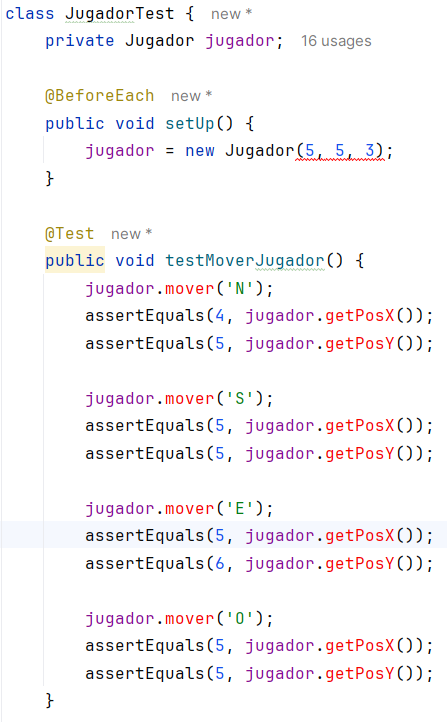 class JugadorTest { new *
    private Jugador jugador; 16 usages

    @BeforeEach new *
    public void setUp() {
        jugador = new Jugador(5, 5, 3);
    }

    @Test new *
    public void testMoverJugador() {
        jugador.mover('N');
        assertEquals(4, jugador.getPosX());
        assertEquals(5, jugador.getPosY());

        jugador.mover('S');
        assertEquals(5, jugador.getPosX());
        assertEquals(5, jugador.getPosY());

        jugador.mover('E');
        assertEquals(5, jugador.getPosX());
        assertEquals(6, jugador.getPosY());

        jugador.mover('O');
        assertEquals(5, jugador.getPosX());
        assertEquals(5, jugador.getPosY());
    }